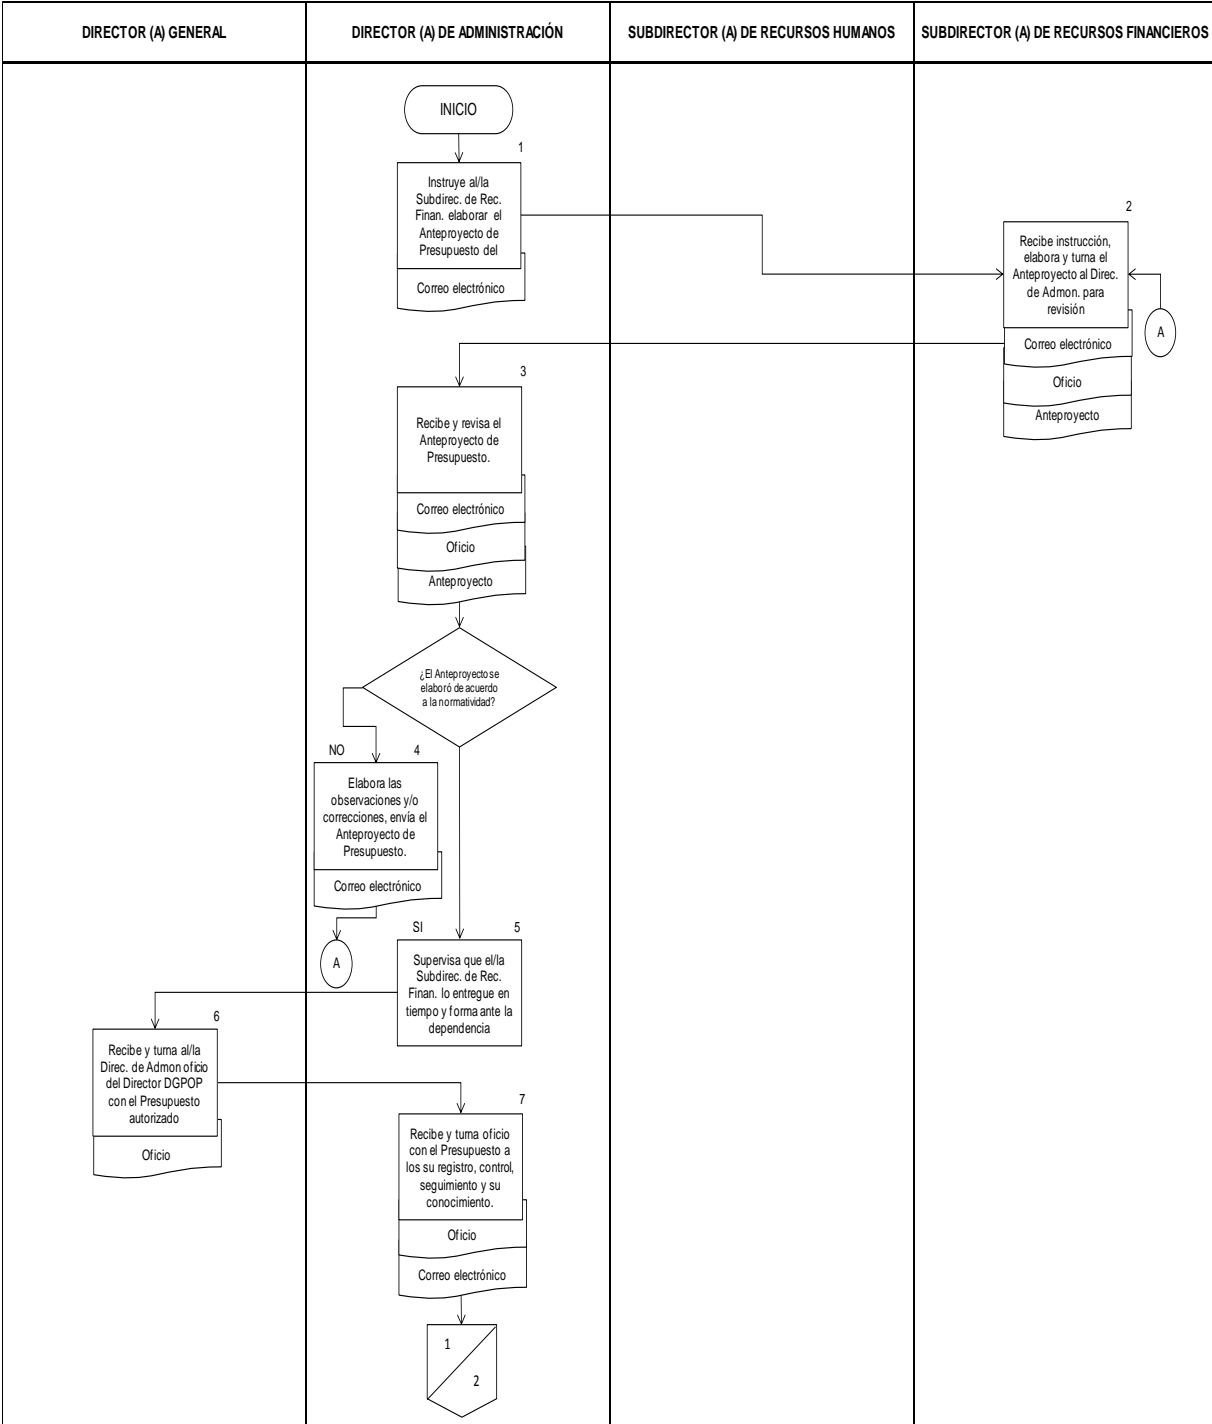 DIRECTOR (A) GENERAL
DIRECTOR (A) DE ADMINISTRACIÓN
SUBDIRECTOR (A) DE RECURSOS HUMANOS
SUBDIRECTOR (A) DE RECURSOS FINANCIEROS
INICIO
1
Instruye al/la
Subdirec. de Rec.
Finan. elaborar el
Anteproyecto de
Presupuesto del
Correo electrónico
2
Recibe instrucción,
elabora y turna el
Anteproyecto al Direc.
de Admon. para
revisión
Correo electrónico
Oficio
Anteproyecto
A
3
Recibe y revisa el
Anteproyecto de
Presupuesto.
Correo electrónico
Oficio
Anteproyecto
¿El Anteproyecto se
elaboró de acuerdo
a la normatividad?
NO
4
Elabora las
observaciones y/o
correcciones, envía el
Anteproyecto de
Presupuesto.
Correo electrónico
A
SI
5
Supervisa que el/la
Subdirec. de Rec.
Finan. lo entregue en
tiempo y forma ante la
dependencia
6
Recibe y turna al/la
Direc. de Admon oficio
del Director DGPOP
con el Presupuesto
autorizado
Oficio
7
Recibe y turna oficio
con el Presupuesto a
los su registro, control,
seguimiento y su
conocimiento.
Oficio
Correo electrónico
1
2